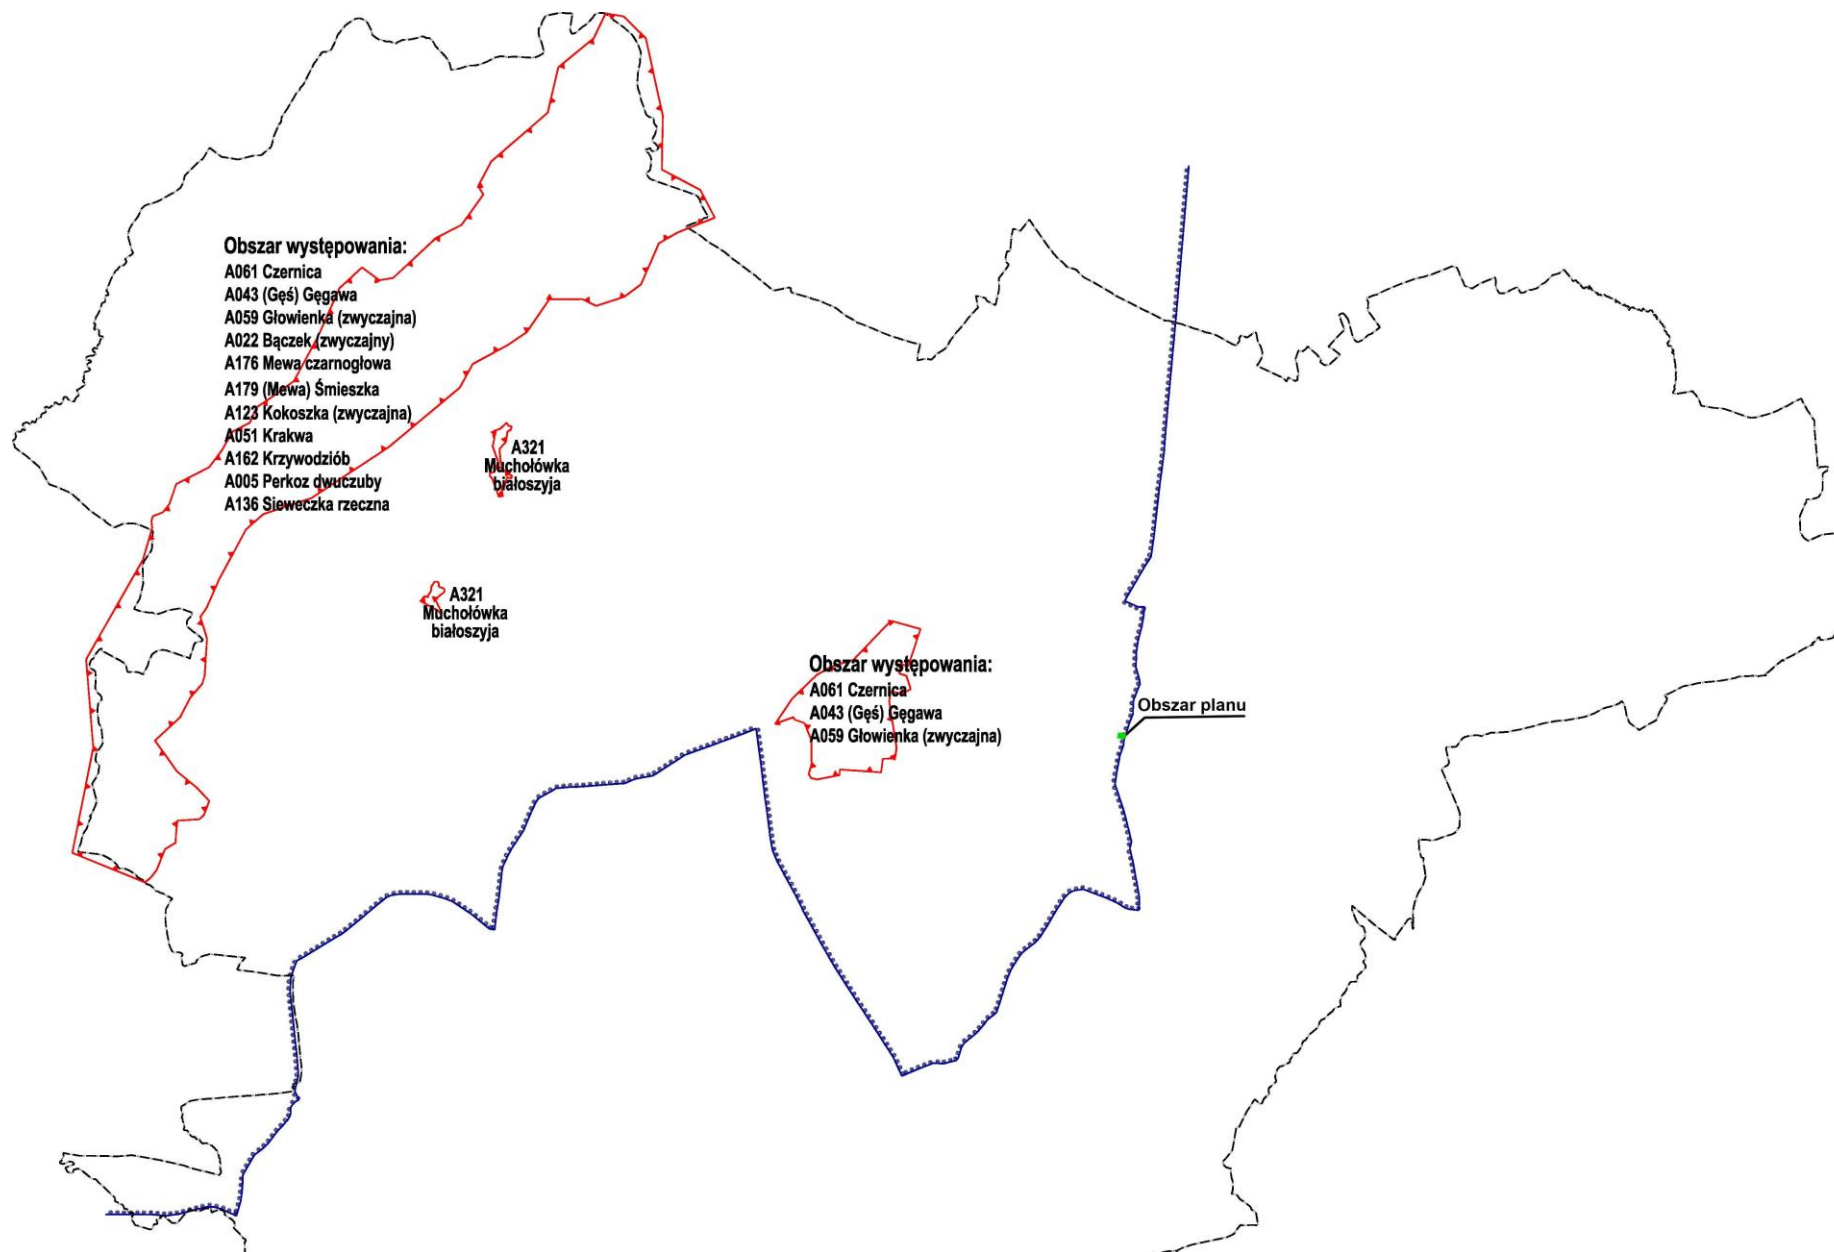 Obszar występowania:
A061 Czernica
A043 (Gęś) Gęgawa
A059 Głowienka (zwyczajna)
A022 Bączek (zwyczajny)
A176 Mewa czarnogłowa
A179 (Mewa) Śmieszka
A123 Kokoszka (zwyczajna)
A051 Krakwa
A162 Krzywodziób
A005 Perkoz dwuczuby
A136 Sieweczka rzeczna
A321
Muchołówka
białoszyja
A321
Muchołówka
białoszyja
Obszar występowania:
A061 Czernica
A043 (Gęś) Gęgawa
A059 Głowienka (zwyczajna)
Obszar planu